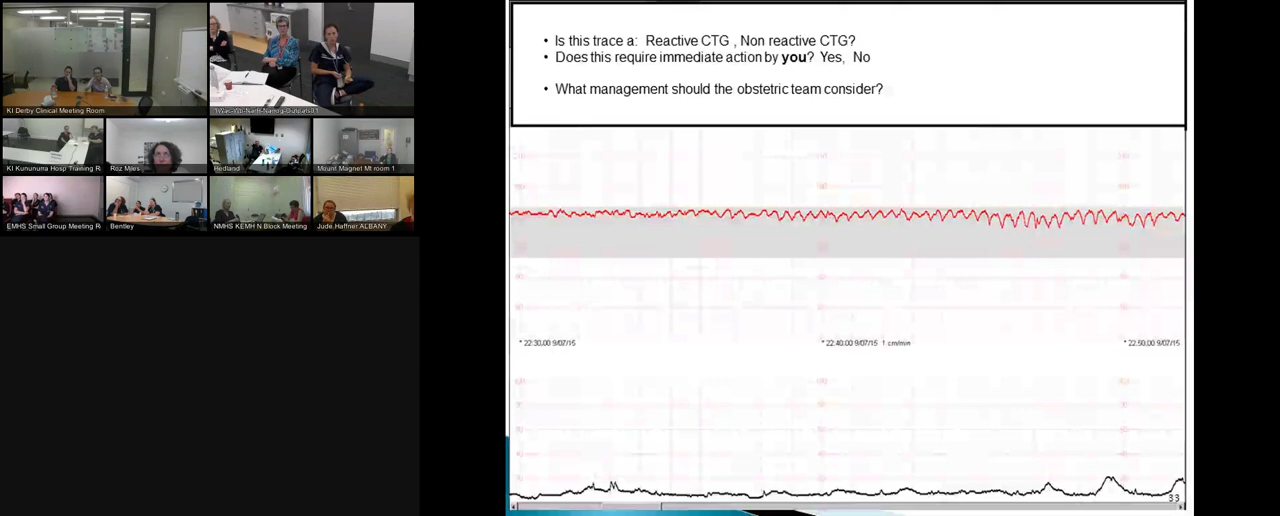 KI Derby Clinical Meeting Room
KI Kununurra Hosp Training R
Roz Miles
Hedland
Mount Magnet Mt room 1
EMHS Small Group Meeting R
Bentley
NMHS KEMH N Block Meeting
Jude Haffner ALBANY
• Is this trace a: Reactive CTG , Non reactive CTG?
• Does this require immediate action by you? Yes, No
• What management should the obstetric team consider?
* 22:30:00 9/07/15
* 22:40:00 9/07/15 1 cm/min
* 22:50:00 9/07/15
33